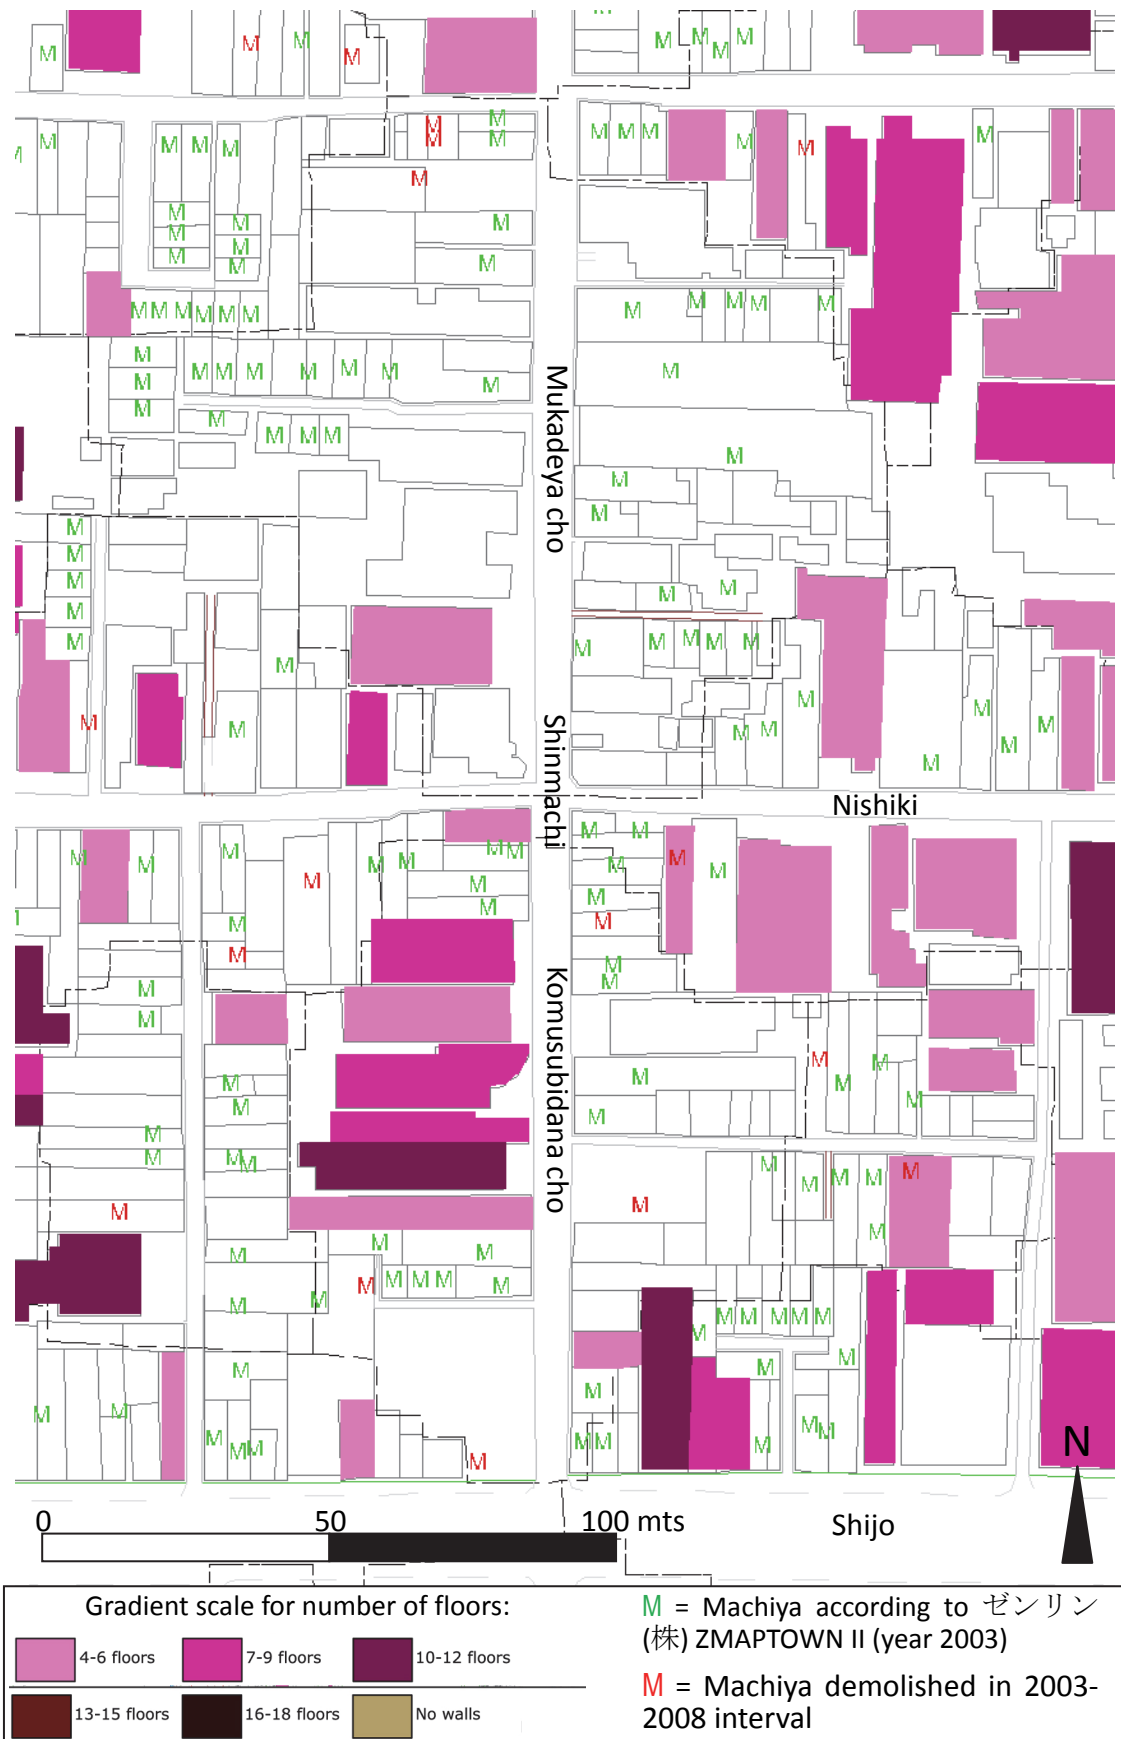 Mukadeya cho
Shinmachi
Nishiki
Komusubidana cho
N
0 50 100 mts
Shijo
Gradient scale for number of floors:
4-6 floors
7-9 floors
10-12 floors
13-15 floors
16-18 floors
No walls
M = Machiya according to ゼンリン
(株) ZMAPTOWN II (year 2003)
M = Machiya demolished in 2003-
2008 interval